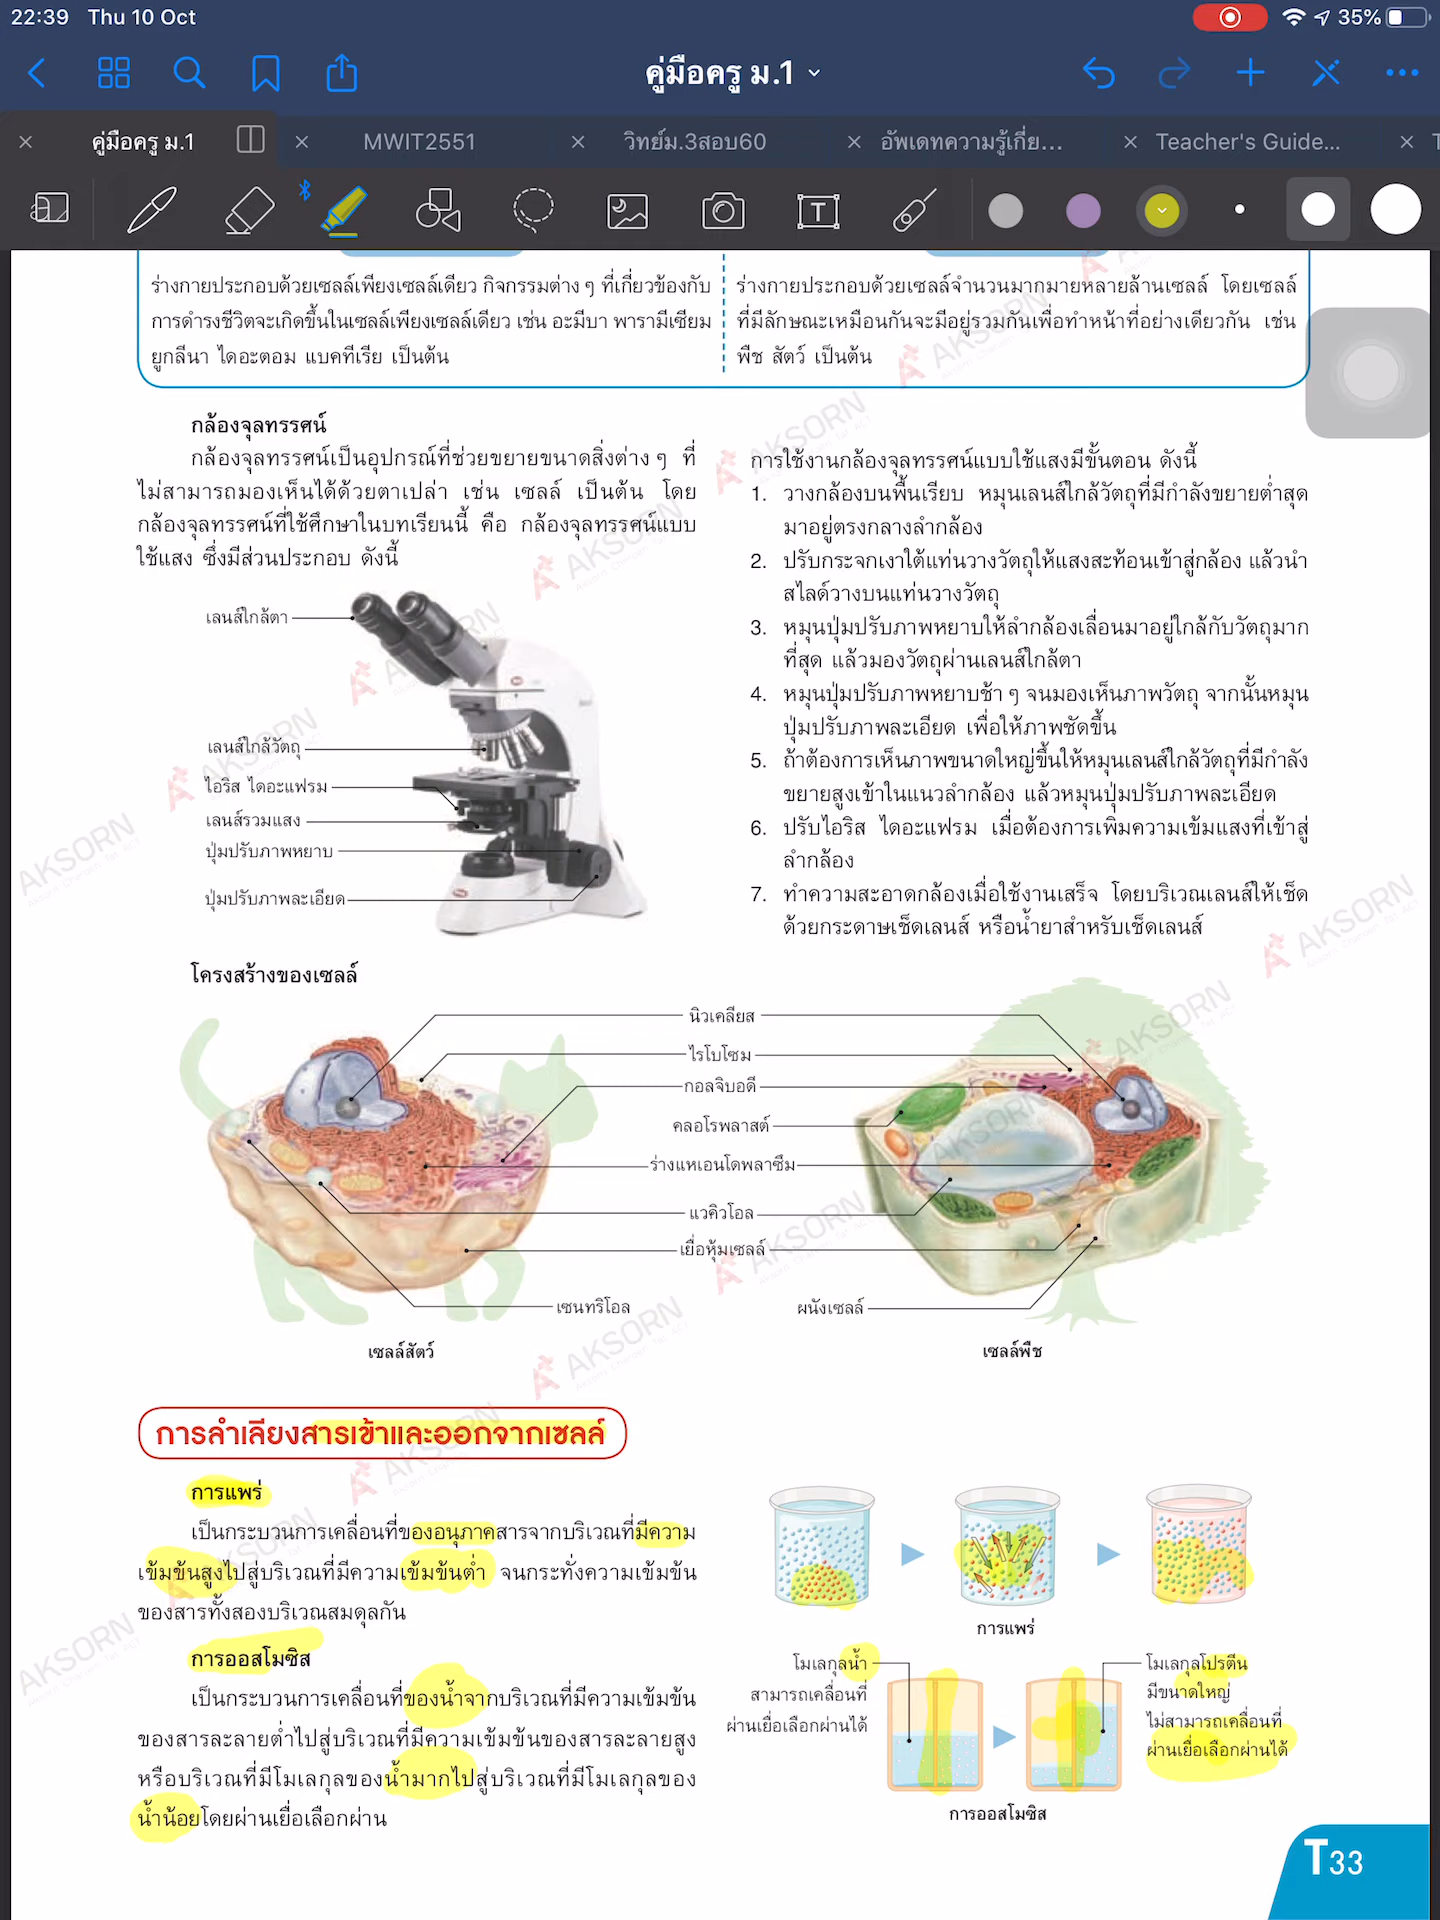 22:39 Thu 10 Oct
35%
คู่มือครู ม.1
คู่มือครู ม.1
MWIT2551
วิทย์ม.3สอบ60
อัพเดทความรู้เกี่ย...
Teacher's Guide...
ร่างกายประกอบด้วยเซลล์เพียงเซลล์เดียว กิจกรรมต่าง ๆ ที่เกี่ยวข้องกับ
การดำรงชีวิตจะเกิดขึ้นในเซลล์เพียงเซลล์เดียว เช่น อะมีบา พารามีเซียม
ยูกลีนา ไดอะตอม แบคทีเรีย เป็นต้น
ร่างกายประกอบด้วยเซลล์จำนวนมากมายหลายล้านเซลล์ โดยเซลล์
ที่มีลักษณะเหมือนกันจะมีอยู่รวมกันเพื่อทำหน้าที่อย่างเดียวกัน เช่น
พืช สัตว์ เป็นต้น
กล้องจุลทรรศน์
กล้องจุลทรรศน์เป็นอุปกรณ์ที่ช่วยขยายขนาดสิ่งต่าง ๆ ที่
ไม่สามารถมองเห็นได้ด้วยตาเปล่า เช่น เซลล์ เป็นต้น โดย
กล้องจุลทรรศน์ที่ใช้ศึกษาในบทเรียนนี้ คือ กล้องจุลทรรศน์แบบ
ใช้แสง ซึ่งมีส่วนประกอบ ดังนี้
เลนส์ใกล้ตา
เลนส์ใกล้วัตถุ
ไอริส ไดอะแฟรม
เลนส์รวมแสง
ปุ่มปรับภาพหยาบ
ปุ่มปรับภาพละเอียด
การใช้งานกล้องจุลทรรศน์แบบใช้แสงมีขั้นตอน ดังนี้
1. วางกล้องบนพื้นเรียบ หมุนเลนส์ใกล้วัตถุที่มีกำลังขยายต่ำสุด
มาอยู่ตรงกลางลำกล้อง
2. ปรับกระจกเงาใต้แท่นวางวัตถุให้แสงสะท้อนเข้าสู่กล้อง แล้วนำ
สไลด์วางบนแท่นวางวัตถุ
3. หมุนปุ่มปรับภาพหยาบให้ลำกล้องเลื่อนมาอยู่ใกล้กับวัตถุมาก
ที่สุด แล้วมองวัตถุผ่านเลนส์ใกล้ตา
4. หมุนปุ่มปรับภาพหยาบช้า ๆ จนมองเห็นภาพวัตถุ จากนั้นหมุน
ปุ่มปรับภาพละเอียด เพื่อให้ภาพชัดขึ้น
5. ถ้าต้องการเห็นภาพขนาดใหญ่ขึ้นให้หมุนเลนส์ใกล้วัตถุที่มีกำลัง
ขยายสูงเข้าในแนวลำกล้อง แล้วหมุนปุ่มปรับภาพละเอียด
6. ปรับไอริส ไดอะแฟรม เมื่อต้องการเพิ่มความเข้มแสงที่เข้าสู่
ลำกล้อง
7. ทำความสะอาดกล้องเมื่อใช้งานเสร็จ โดยบริเวณเลนส์ให้เช็ด
ด้วยกระดาษเช็ดเลนส์ หรือน้ำยาสำหรับเช็ดเลนส์
โครงสร้างของเซลล์
นิวเคลียส
ไรโบโซม
กอลจิบอดี
คลอโรพลาสต์
ร่างแหเอนโดพลาซึม
แวคิวโอล
เยื่อหุ้มเซลล์
เซนทริโอล
ผนังเซลล์
เซลล์สัตว์
เซลล์พืช
การลำเลียงสารเข้าและออกจากเซลล์
การแพร่
เป็นกระบวนการเคลื่อนที่ของอนุภาคสารจากบริเวณที่มีความ
เข้มข้นสูงไปสู่บริเวณที่มีความเข้มข้นต่ำ จนกระทั่งความเข้มข้น
ของสารทั้งสองบริเวณสมดุลกัน
การออสโมซิส
เป็นกระบวนการเคลื่อนที่ของน้ำจากบริเวณที่มีความเข้มข้น
ของสารละลายต่ำไปสู่บริเวณที่มีความเข้มข้นของสารละลายสูง
หรือบริเวณที่มีโมเลกุลของน้ำมากไปสู่บริเวณที่มีโมเลกุลของ
น้ำน้อยโดยผ่านเยื่อเลือกผ่าน
การแพร่
โมเลกุลน้ำ
สามารถเคลื่อนที่
ผ่านเยื่อเลือกผ่านได้
โมเลกุลโปรตีน
มีขนาดใหญ่
ไม่สามารถเคลื่อนที่
ผ่านเยื่อเลือกผ่านได้
การออสโมซิส
T33
AKSORN